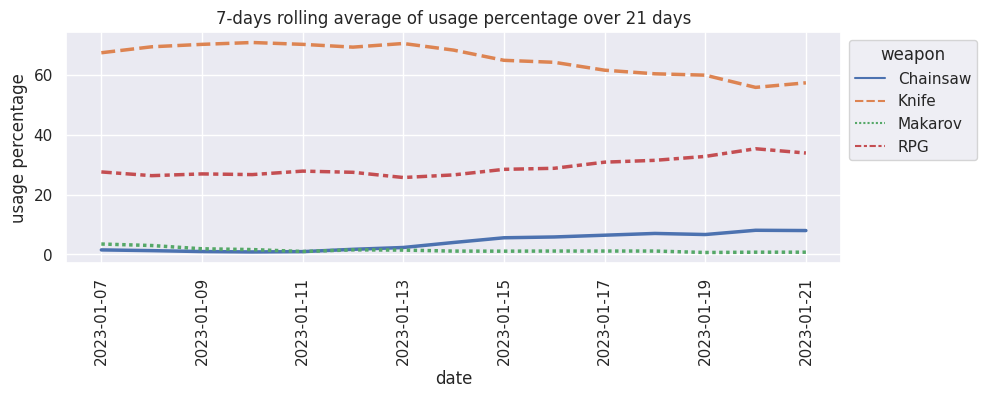 7-days rolling average of usage percentage over 21 days
usage percentage
60
40
20
0
2023-01-07
2023-01-09
2023-01-11
2023-01-13
2023-01-15
2023-01-17
2023-01-19
2023-01-21
date
weapon
Chainsaw
Knife
Makarov
RPG